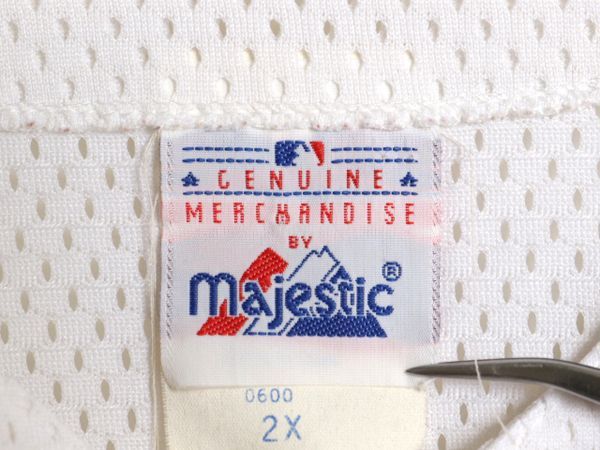 GENUINE
MERCHANDISE
BY
Majestic®
0600
2X